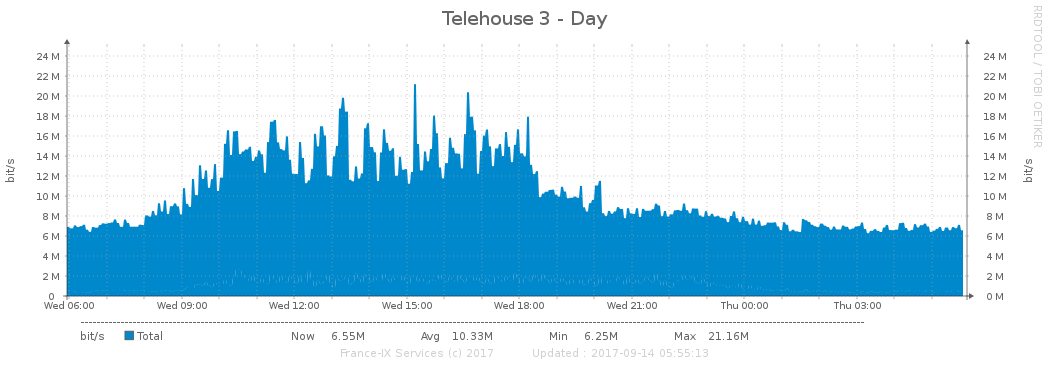 Telehouse 3 - Day
RRDTOOL / TOBI OETIKER
bit/s
24 M 24 M
22 M 22 M
20 M 20 M
18 M 18 M
16 M 16 M
14 M 14 M
12 M 12 M
10 M 10 M
8 M 8 M
6 M 6 M
4 M 4 M
2 M 2 M
0 0 M
bit/s
Wed 06:00 Wed 09:00 Wed 12:00 Wed 15:00 Wed 18:00 Wed 21:00 Thu 00:00 Thu 03:00
bit/s Total Now 6.55M Avg 10.33M Min 6.25M Max 21.16M
France-IX Services (c) 2017 Updated : 2017-09-14 05:55:13